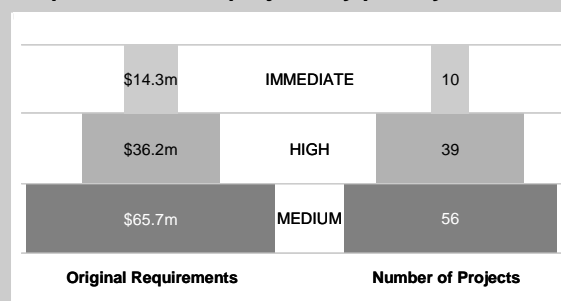 $14.3m IMMEDIATE 10
$36.2m HIGH 39
$65.7m MEDIUM 56
Original Requirements Number of Projects